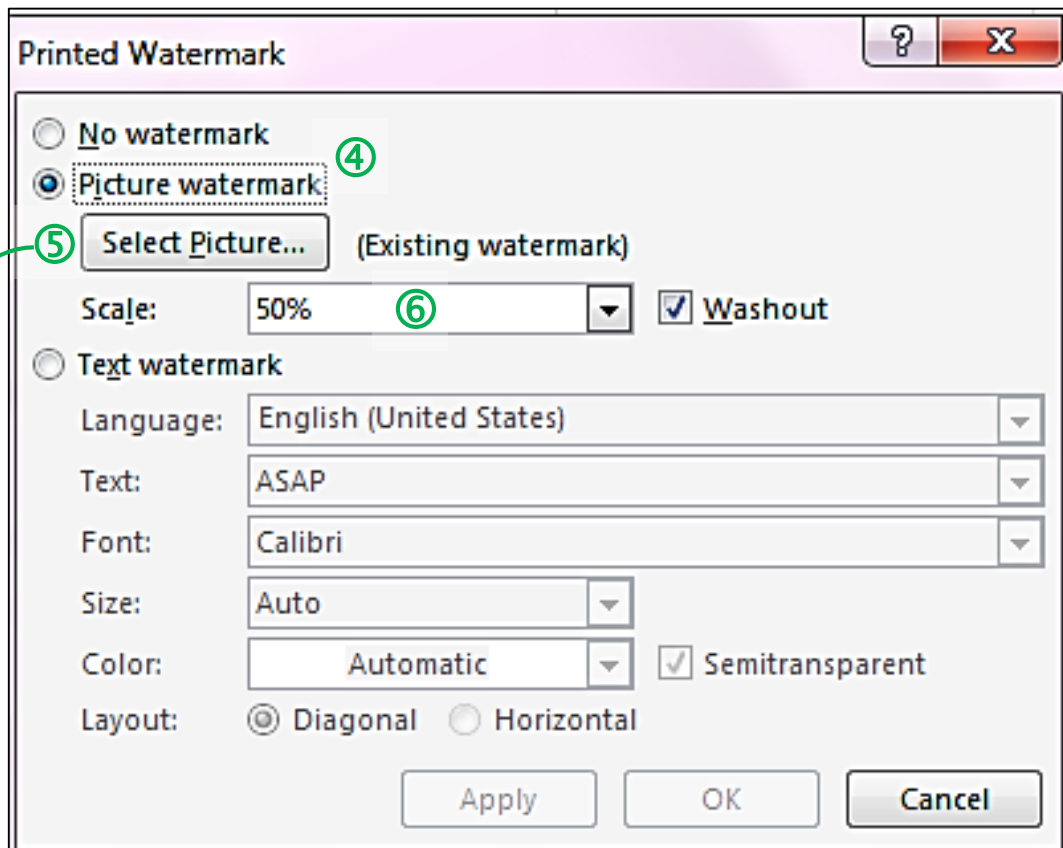 Printed Watermark
No watermark
④
Picture watermark
⑤ Select Picture... (Existing watermark)
Scale: 50% ⑥ Washout
Text watermark
Language: English (United States)
Text: ASAP
Font: Calibri
Size: Auto
Color: Automatic Semitransparent
Layout: Diagonal Horizontal
Apply OK Cancel